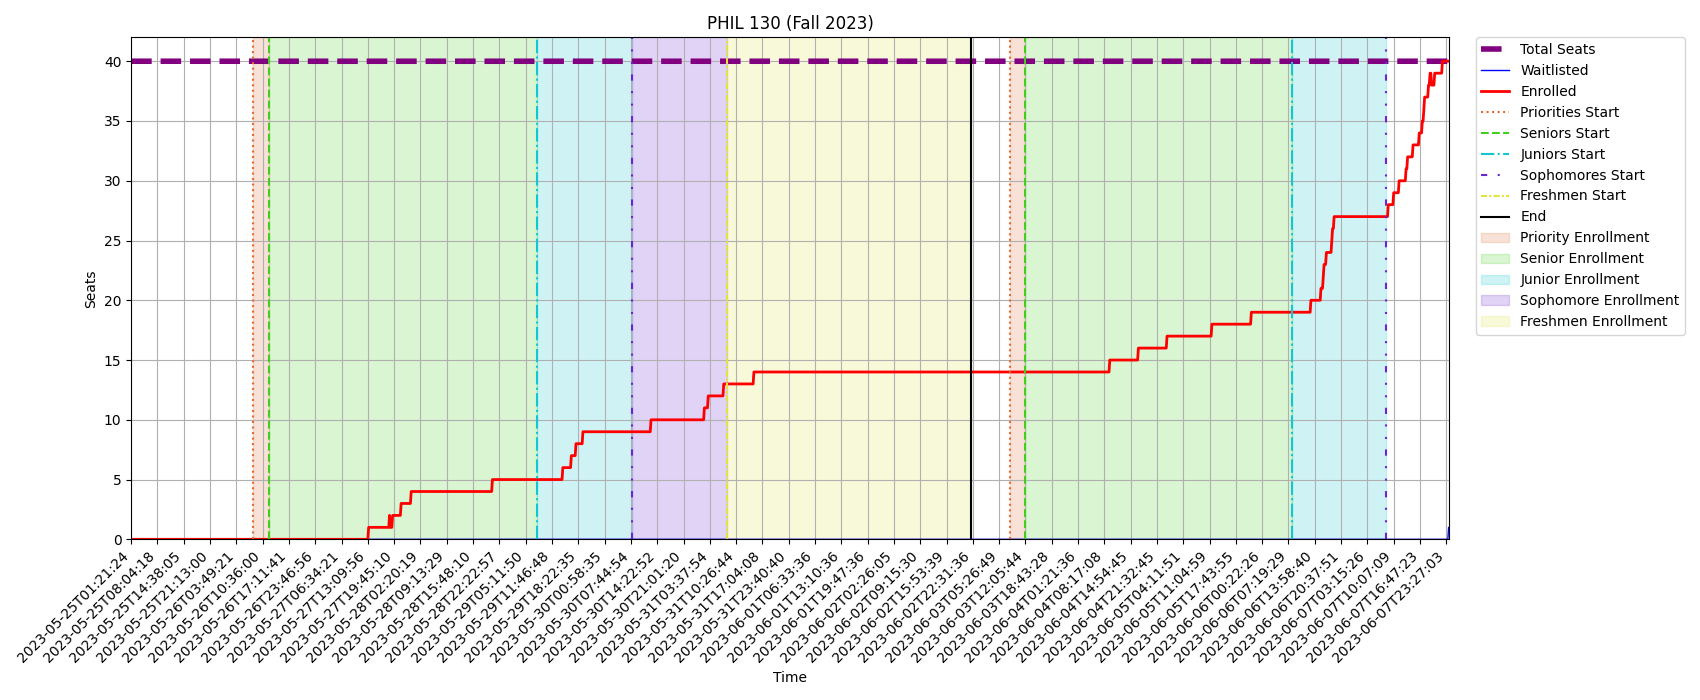 PHIL 130 (Fall 2023)
Seats
40
35
30
25
20
15
10
5
0
2023-05-25T01:21:24
2023-05-25T08:04:18
2023-05-25T14:38:05
2023-05-25T21:13:00
2023-05-26T03:49:21
2023-05-26T10:36:00
2023-05-26T17:11:41
2023-05-26T23:46:56
2023-05-27T06:34:21
2023-05-27T13:09:56
2023-05-27T19:45:10
2023-05-28T02:20:19
2023-05-28T09:13:29
2023-05-28T15:48:10
2023-05-28T22:22:57
2023-05-29T05:11:50
2023-05-29T11:46:48
2023-05-29T18:22:35
2023-05-30T00:58:35
2023-05-30T07:44:54
2023-05-30T14:22:52
2023-05-30T21:01:20
2023-05-31T03:37:54
2023-05-31T10:26:44
2023-05-31T17:04:08
2023-05-31T23:40:40
2023-06-01T06:33:36
2023-06-01T13:10:36
2023-06-01T19:47:36
2023-06-02T02:26:05
2023-06-02T09:15:30
2023-06-02T15:53:39
2023-06-02T22:31:36
2023-06-03T05:26:49
2023-06-03T12:05:44
2023-06-03T18:43:28
2023-06-04T01:21:36
2023-06-04T08:17:08
2023-06-04T14:54:45
2023-06-04T21:32:45
2023-06-05T04:11:51
2023-06-05T11:04:59
2023-06-05T17:43:55
2023-06-06T00:22:26
2023-06-06T07:19:29
2023-06-06T13:58:40
2023-06-06T20:37:51
2023-06-07T03:15:26
2023-06-07T10:07:09
2023-06-07T16:47:23
2023-06-07T23:27:03
Time
Total Seats
Waitlisted
Enrolled
Priorities Start
Seniors Start
Juniors Start
Sophomores Start
Freshmen Start
End
Priority Enrollment
Senior Enrollment
Junior Enrollment
Sophomore Enrollment
Freshmen Enrollment